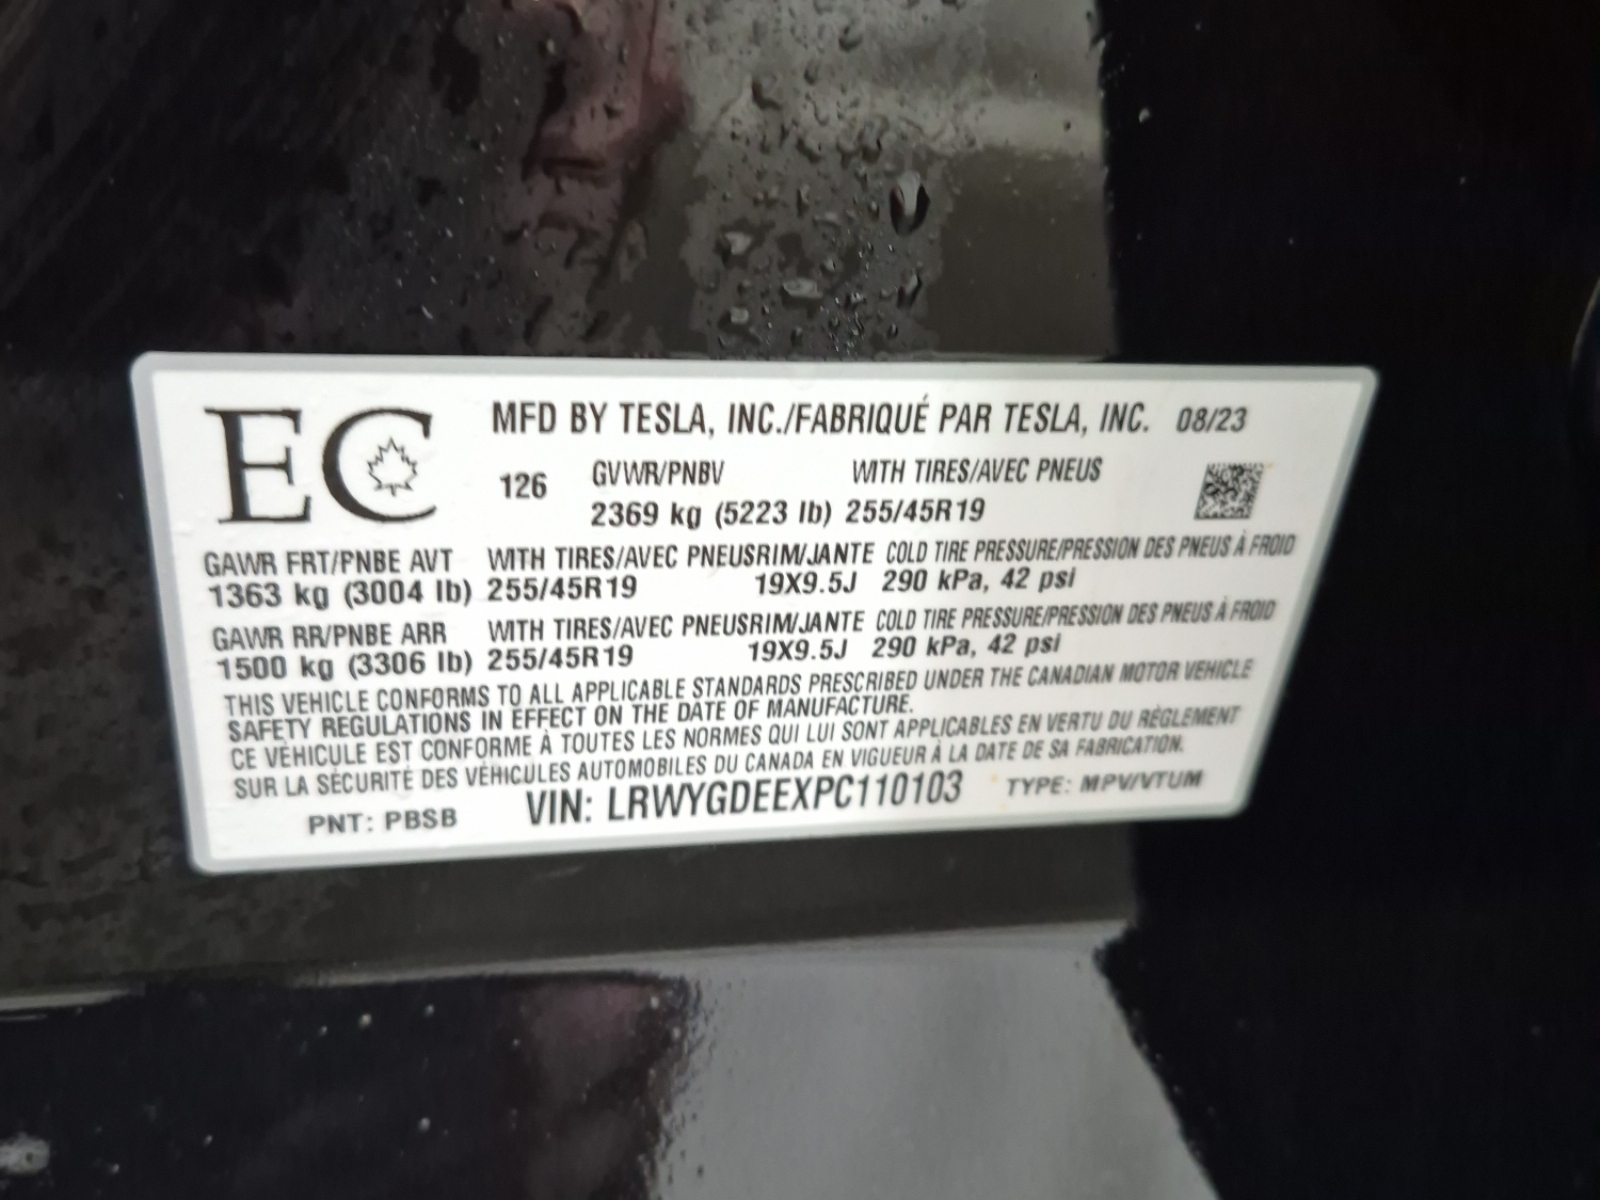 EC
MFD BY TESLA, INC./FABRIQUÉ PAR TESLA, INC. 08/23
126
GVWR/PNBV WITH TIRES/AVEC PNEUS
2369 kg (5223 lb) 255/45R19
GAWR FRT/PNBE AVT WITH TIRES/AVEC PNEUSRIM/JANTE COLD TIRE PRESSURE/PRESSION DES PNEUS À FROID
1363 kg (3004 lb) 255/45R19 19X9.5J 290 kPa, 42 psi
GAWR RR/PNBE ARR WITH TIRES/AVEC PNEUSRIM/JANTE COLD TIRE PRESSURE/PRESSION DES PNEUS À FROID
1500 kg (3306 lb) 255/45R19 19X9.5J 290 kPa, 42 psi
THIS VEHICLE CONFORMS TO ALL APPLICABLE STANDARDS PRESCRIBED UNDER THE CANADIAN MOTOR VEHICLE
SAFETY REGULATIONS IN EFFECT ON THE DATE OF MANUFACTURE.
CE VÉHICULE EST CONFORME À TOUTES LES NORMES QUI LUI SONT APPLICABLES EN VERTU DU RÈGLEMENT
SUR LA SÉCURITÉ DES VÉHICULES AUTOMOBILES DU CANADA EN VIGUEUR À LA DATE DE SA FABRICATION.
PNT: PBSB VIN: LRWYGDEEXPC110103 TYPE: MPV/VTUM